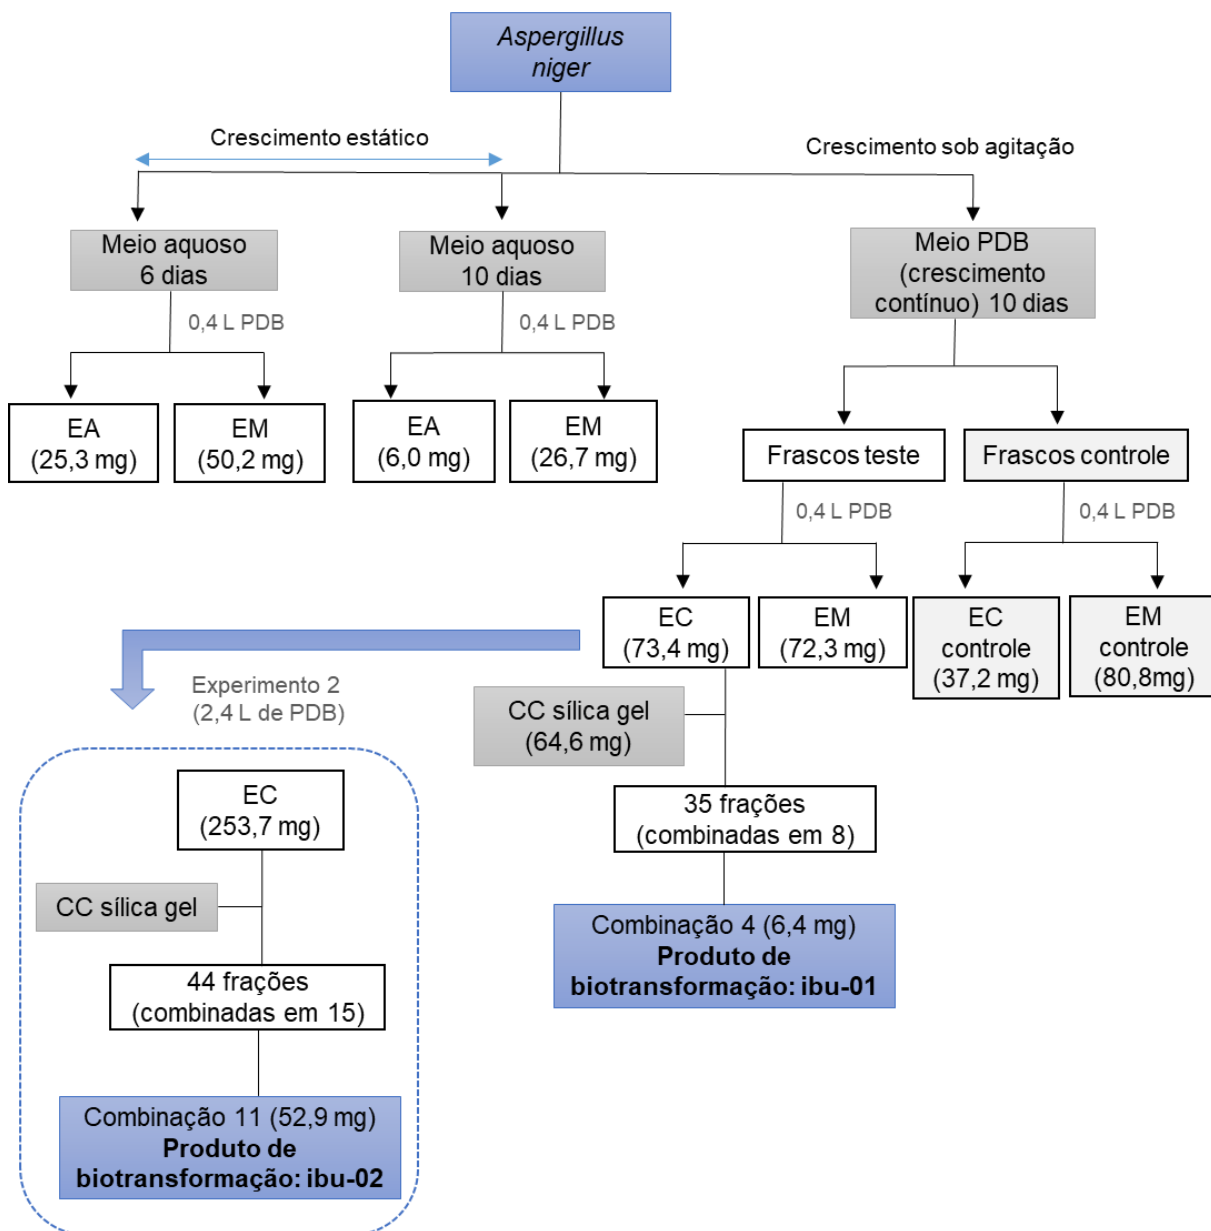 Aspergillus
niger
Crescimento estático
Crescimento sob agitação
Meio aquoso
6 dias
Meio aquoso
10 dias
Meio PDB
(crescimento
contínuo) 10 dias
0,4 L PDB
0,4 L PDB
EA
(25,3 mg)
EM
(50,2 mg)
EA
(6,0 mg)
EM
(26,7 mg)
Frascos teste
Frascos controle
0,4 L PDB
0,4 L PDB
EC
(73,4 mg)
EM
(72,3 mg)
EC
controle
(37,2 mg)
EM
controle
(80,8mg)
Experimento 2
(2,4 L de PDB)
CC sílica gel
(64,6 mg)
35 frações
(combinadas em 8)
Combinação 4 (6,4 mg)
Produto de
biotransformação: ibu-01
EC
(253,7 mg)
CC sílica gel
44 frações
(combinadas em 15)
Combinação 11 (52,9 mg)
Produto de
biotransformação: ibu-02